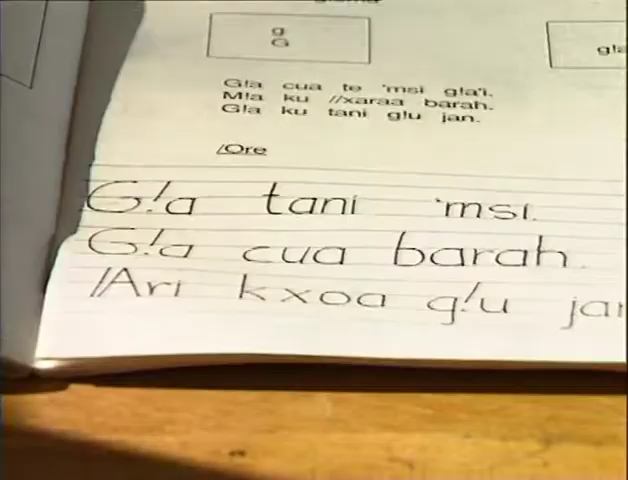 g
G
G!a cua te 'msi g!a'i.
M!a ku //xaraa barah.
G!a ku tani g!u jan.
/Ore
G!a tani 'msi.
G!a cua barah.
//Ari kxoa g!u